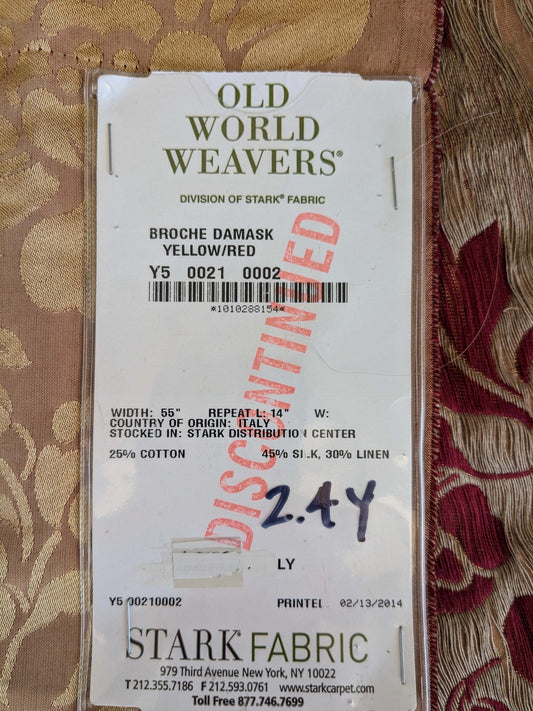 OLD
WORLD
WEAVERS®
DIVISION OF STARK® FABRIC
BROCHE DAMASK
YELLOW/RED
Y5 0021 0002
*1010288154*
DISCONTINUED
WIDTH: 55" REPEAT L: 14" W:
COUNTRY OF ORIGIN: ITALY
STOCKED IN: STARK DISTRIBUTION CENTER
25% COTTON 45% SILK, 30% LINEN
2.4Y
LY
Y5 00210002 PRINTED 02/13/2014
STARK® FABRIC
979 Third Avenue New York, NY 10022
T 212.355.7186 F 212.593.0761 www.starkcarpet.com
Toll Free 877.746.7699